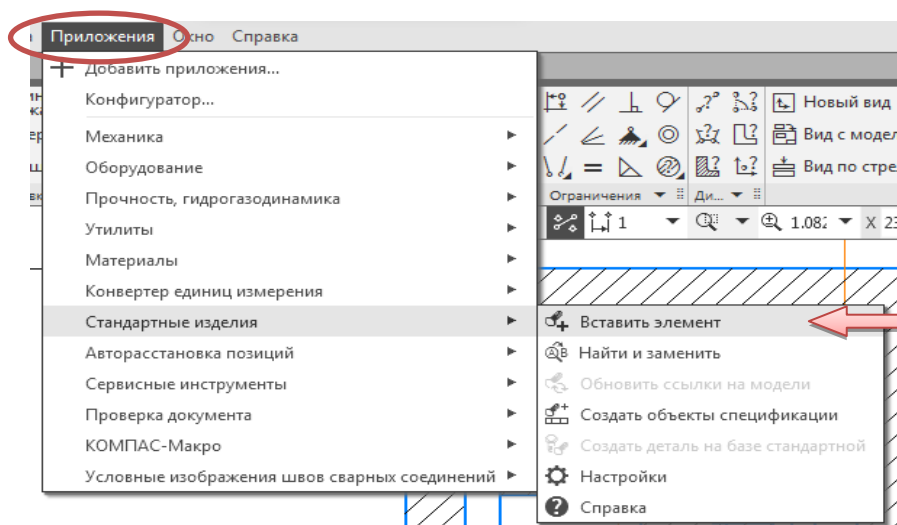 Приложения Окно Справка
Добавить приложения...
Конфигуратор...
Механика
Оборудование
Прочность, гидрогазодинамика
Утилиты
Материалы
Конвертер единиц измерения
Стандартные изделия
Авторасстановка позиций
Сервисные инструменты
Проверка документа
КОМПАС-Макро
Условные изображения швов сварных соединений
Новый вид
Вид с модел
Вид по стре
Ограничения Ди...
1 1.082 X 23
Вставить элемент
Найти и заменить
Обновить ссылки на модели
Создать объекты спецификации
Создать деталь на базе стандартной
Настройки
Справка